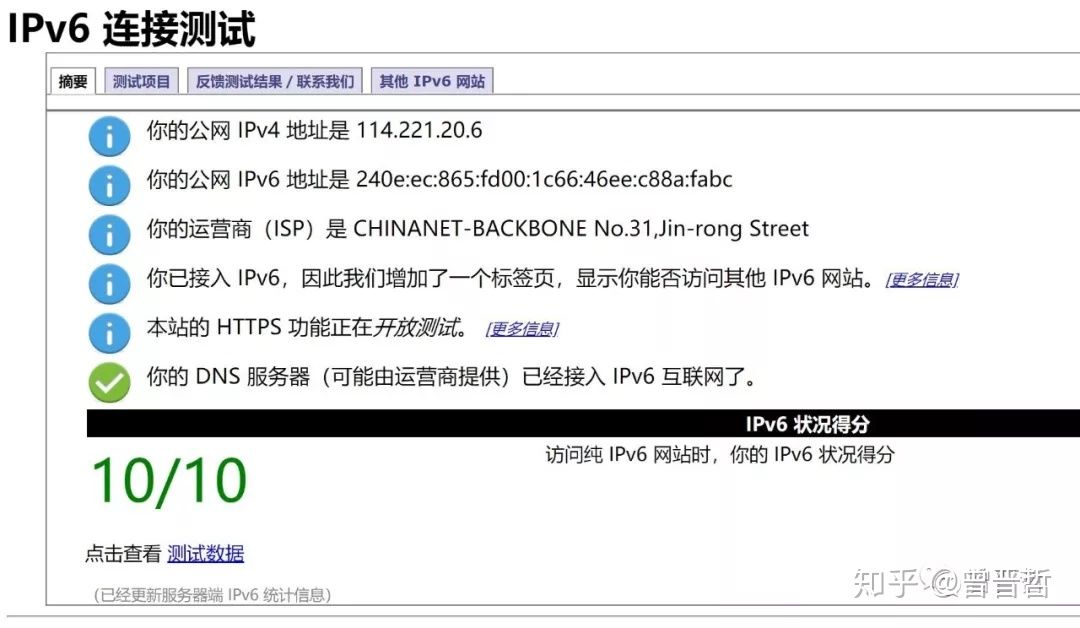 IPv6 连接测试
摘要 测试项目 反馈测试结果 / 联系我们 其他 IPv6 网站
你的公网 IPv4 地址是 114.221.20.6
你的公网 IPv6 地址是 240e:ec:865:fd00:1c66:46ee:c88a:fabc
你的运营商（ISP）是 CHINANET-BACKBONE No.31,Jin-rong Street
你已接入 IPv6，因此我们增加了一个标签页，显示你能否访问其他 IPv6 网站。 [更多信息]
本站的 HTTPS 功能正在开放测试。 [更多信息]
你的 DNS 服务器（可能由运营商提供）已经接入 IPv6 互联网了。
IPv6 状况得分
10/10
访问纯 IPv6 网站时，你的 IPv6 状况得分
点击查看 测试数据
(已经更新服务器端 IPv6 统计信息)
知乎 @曾晋哲